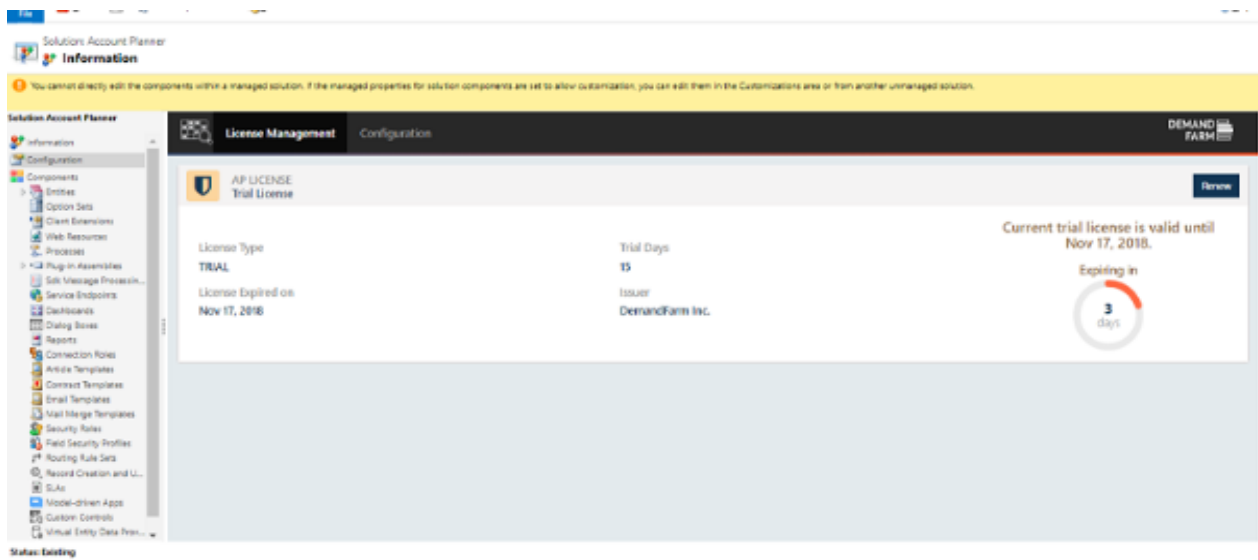 File
Solution: Account Planner
Information
You cannot directly edit the components within a managed solution. If the managed properties for solution components are set to allow customization, you can edit them in the Customizations area or from another unmanaged solution.
Solution Account Planner
Information
Configuration
Components
Entities
Option Sets
Client Extensions
Web Resources
Processes
Plug-in Assemblies
Sdk Message Processin...
Service Endpoints
Dashboards
Dialog Boxes
Reports
Connection Roles
Article Templates
Contract Templates
Email Templates
Mail Merge Templates
Security Roles
Field Security Profiles
Routing Rule Sets
Record Creation and U...
SLAs
Model-driven Apps
Custom Controls
Virtual Entity Data Prov...
Status: Existing
License Management
Configuration
DEMAND
FARM
AP LICENSE
Trial License
Renew
License Type
TRIAL
Trial Days
15
License Expired on
Nov 17, 2018
Issuer
DemandFarm Inc.
Current trial license is valid until
Nov 17, 2018.
Expiring in
3
days